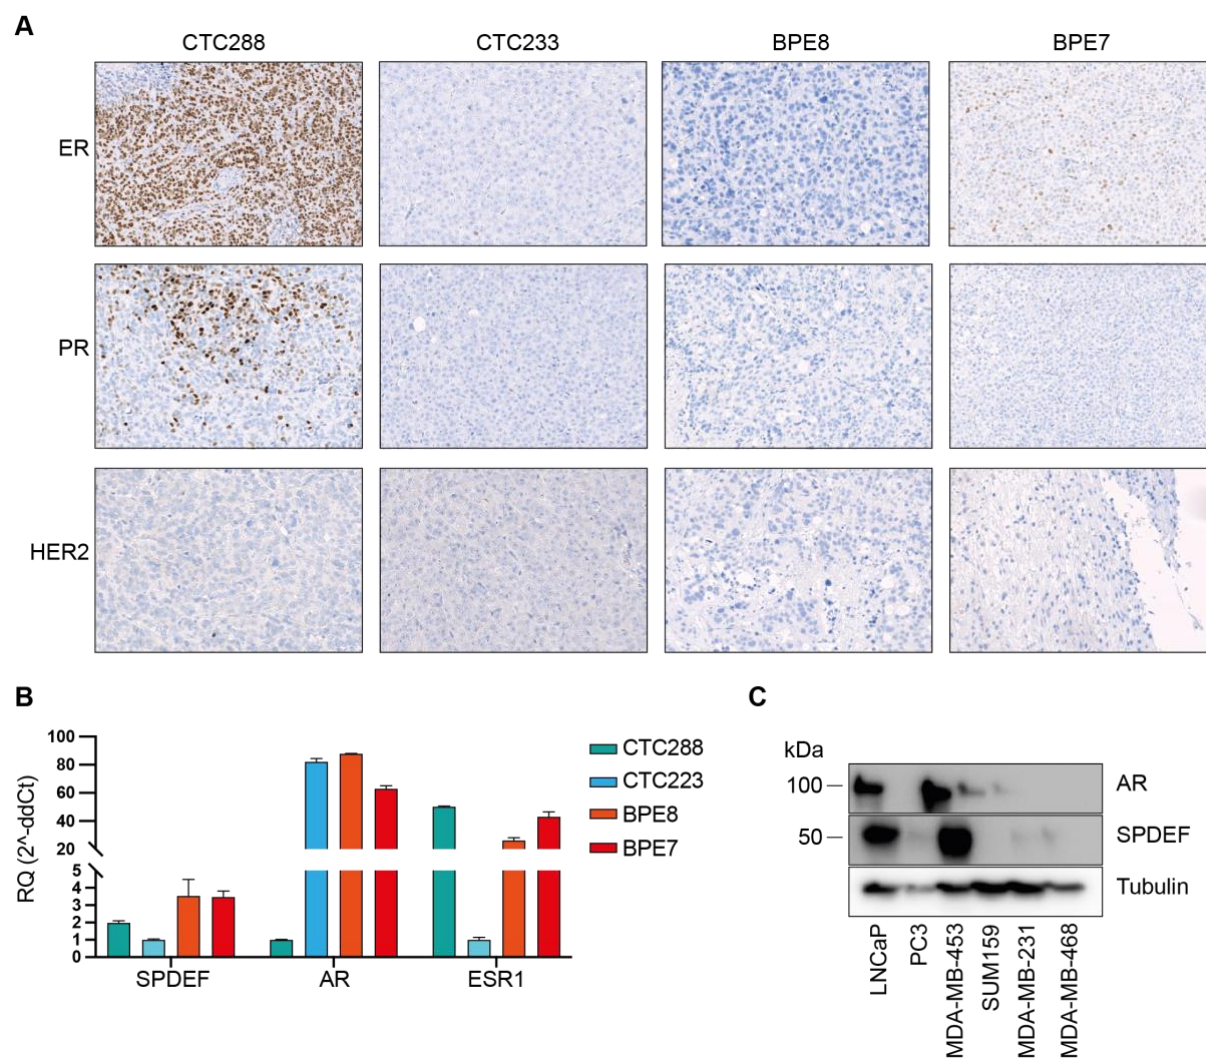 A
CTC288 CTC233 BPE8 BPE7
ER
PR
HER2
B
RQ (2^-ddCt)
100
80
60
40
20
5
4
3
2
1
0
SPDEF AR ESR1
CTC288
CTC223
BPE8
BPE7
C
kDa
100
50
AR
SPDEF
Tubulin
LNCaP
PC3
MDA-MB-453
SUM159
MDA-MB-231
MDA-MB-468